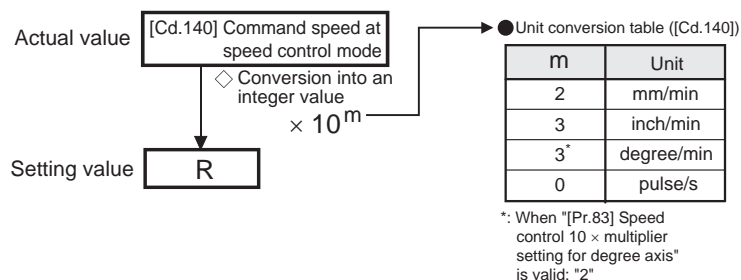 Actual value
[Cd.140] Command speed at
speed control mode
◇ Conversion into an
integer value
× 10^m
Setting value
R
●Unit conversion table ([Cd.140])
m Unit
2 mm/min
3 inch/min
3* degree/min
0 pulse/s
*: When "[Pr.83] Speed
control 10 × multiplier
setting for degree axis"
is valid: "2"